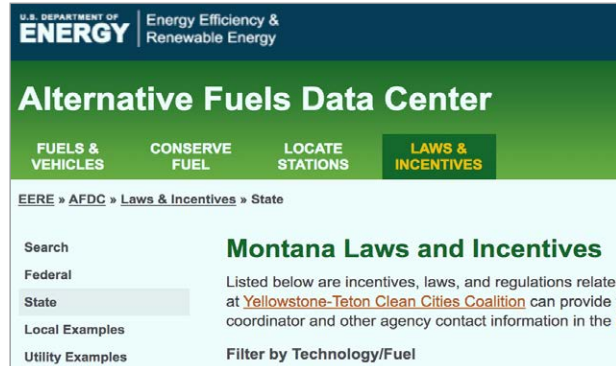 U.S. DEPARTMENT OF
ENERGY
Energy Efficiency &
Renewable Energy
Alternative Fuels Data Center
FUELS &
VEHICLES
CONSERVE
FUEL
LOCATE
STATIONS
LAWS &
INCENTIVES
EERE » AFDC » Laws & Incentives » State
Search
Federal
State
Local Examples
Utility Examples
Montana Laws and Incentives
Listed below are incentives, laws, and regulations relate
at Yellowstone-Teton Clean Cities Coalition can provide
coordinator and other agency contact information in the
Filter by Technology/Fuel